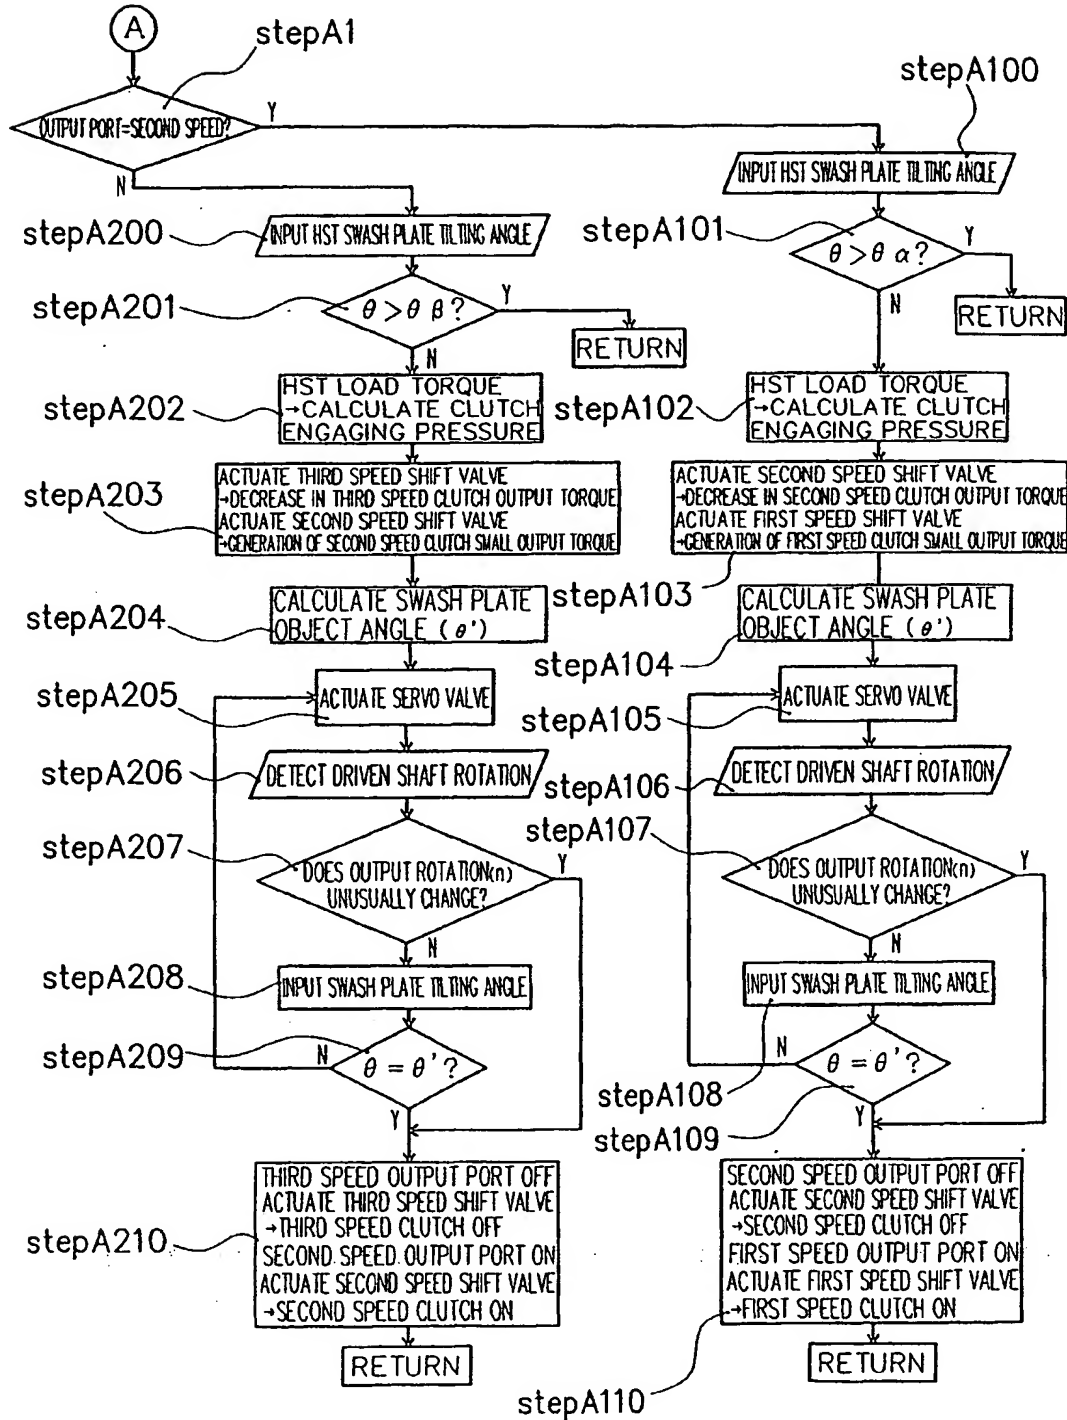 A
stepA1
OUTPUT PORT=SECOND SPEED?
Y
N
stepA200
INPUT HST SWASH PLATE TILTING ANGLE
stepA201
θ > θ β?
Y
N
RETURN
stepA202
HST LOAD TORQUE
→CALCULATE CLUTCH
ENGAGING PRESSURE
stepA203
ACTUATE THIRD SPEED SHIFT VALVE
→DECREASE IN THIRD SPEED CLUTCH OUTPUT TORQUE
ACTUATE SECOND SPEED SHIFT VALVE
→GENERATION OF SECOND SPEED CLUTCH SMALL OUTPUT TORQUE
stepA204
CALCULATE SWASH PLATE
OBJECT ANGLE (θ')
stepA205
ACTUATE SERVO VALVE
stepA206
DETECT DRIVEN SHAFT ROTATION
stepA207
DOES OUTPUT ROTATION(n)
UNUSUALLY CHANGE?
Y
N
stepA208
INPUT SWASH PLATE TILTING ANGLE
stepA209
θ = θ'?
N
Y
stepA210
THIRD SPEED OUTPUT PORT OFF
ACTUATE THIRD SPEED SHIFT VALVE
→THIRD SPEED CLUTCH OFF
SECOND SPEED OUTPUT PORT ON
ACTUATE SECOND SPEED SHIFT VALVE
→SECOND SPEED CLUTCH ON
RETURN
stepA100
INPUT HST SWASH PLATE TILTING ANGLE
stepA101
θ > θ α?
Y
N
RETURN
stepA102
HST LOAD TORQUE
→CALCULATE CLUTCH
ENGAGING PRESSURE
ACTUATE SECOND SPEED SHIFT VALVE
→DECREASE IN SECOND SPEED CLUTCH OUTPUT TORQUE
ACTUATE FIRST SPEED SHIFT VALVE
→GENERATION OF FIRST SPEED CLUTCH SMALL OUTPUT TORQUE
stepA103
CALCULATE SWASH PLATE
OBJECT ANGLE (θ')
stepA104
ACTUATE SERVO VALVE
stepA105
DETECT DRIVEN SHAFT ROTATION
stepA106
stepA107
DOES OUTPUT ROTATION(n)
UNUSUALLY CHANGE?
Y
N
INPUT SWASH PLATE TILTING ANGLE
stepA108
θ = θ'?
N
Y
stepA109
SECOND SPEED OUTPUT PORT OFF
ACTUATE SECOND SPEED SHIFT VALVE
→SECOND SPEED CLUTCH OFF
FIRST SPEED OUTPUT PORT ON
ACTUATE FIRST SPEED SHIFT VALVE
→FIRST SPEED CLUTCH ON
RETURN
stepA110